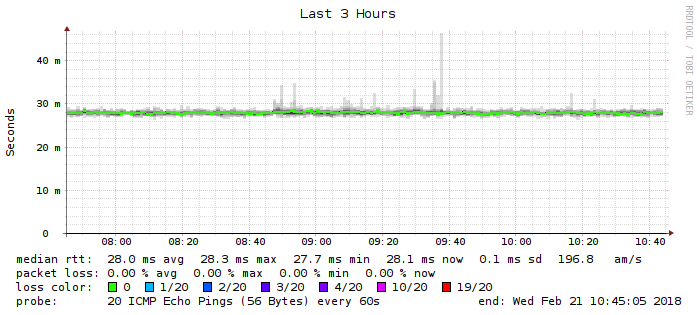 Last 3 Hours
RRDTOOL / TOBI OETIKER
Seconds
40 m
30 m
20 m
10 m
0
08:00 08:20 08:40 09:00 09:20 09:40 10:00 10:20 10:40
median rtt: 28.0 ms avg 28.3 ms max 27.7 ms min 28.1 ms now 0.1 ms sd 196.8 am/s
packet loss: 0.00 % avg 0.00 % max 0.00 % min 0.00 % now
loss color: 0 1/20 2/20 3/20 4/20 10/20 19/20
probe: 20 ICMP Echo Pings (56 Bytes) every 60s end: Wed Feb 21 10:45:05 2018